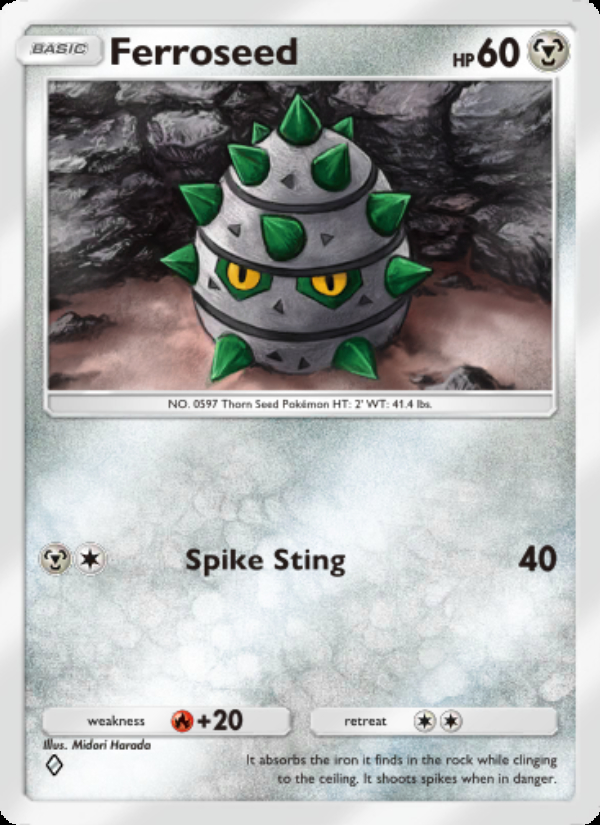 BASIC Ferroseed HP 60
NO. 0597 Thorn Seed Pokémon HT: 2' WT: 41.4 lbs.
Spike Sting 40
weakness +20 retreat
Illus. Midori Harada
It absorbs the iron it finds in the rock while clinging
to the ceiling. It shoots spikes when in danger.